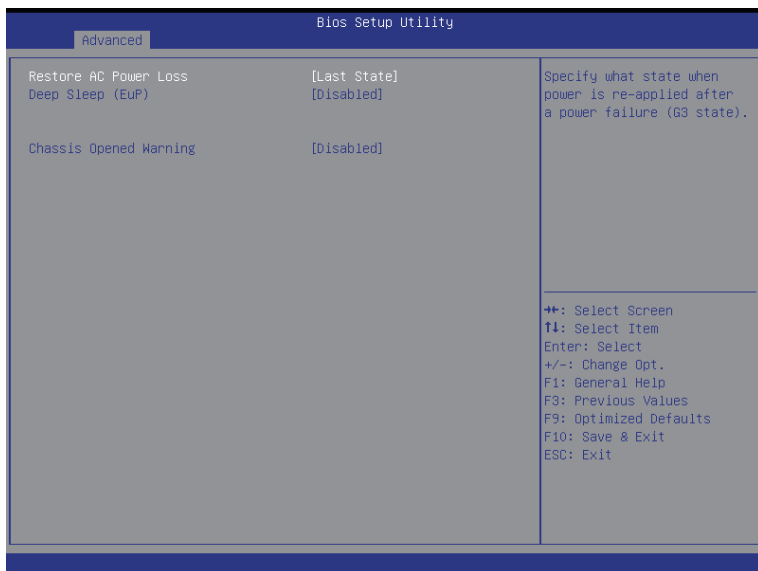 Bios Setup Utility
Advanced
Restore AC Power Loss [Last State]
Deep Sleep (EuP) [Disabled]
Chassis Opened Warning [Disabled]
Specify what state when
power is re-applied after
a power failure (G3 state).
→←: Select Screen
↑↓: Select Item
Enter: Select
+/-: Change Opt.
F1: General Help
F3: Previous Values
F9: Optimized Defaults
F10: Save & Exit
ESC: Exit